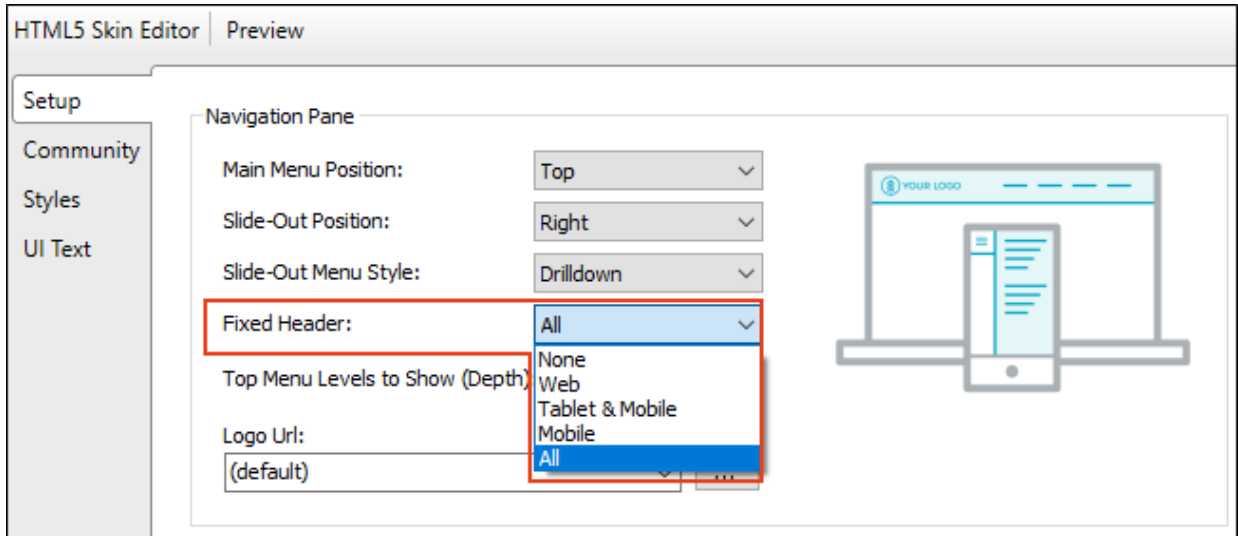 HTML5 Skin Editor Preview
Setup
Community
Styles
UI Text
Navigation Pane
Main Menu Position: Top
Slide-Out Position: Right
Slide-Out Menu Style: Drilldown
Fixed Header: All
None
Web
Tablet & Mobile
Mobile
All
Top Menu Levels to Show (Depth)
Logo Url:
(default)
...
YOUR LOGO